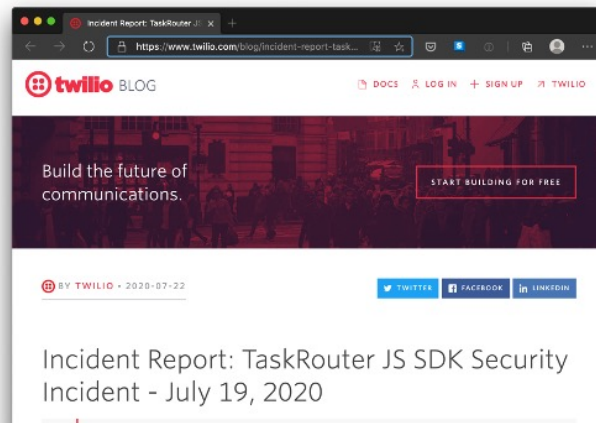 Incident Report: TaskRouter JS
https://www.twilio.com/blog/incident-report-task...
twilio BLOG
DOCS LOG IN SIGN UP TWILIO
Build the future of
communications.
START BUILDING FOR FREE
BY TWILIO • 2020-07-22
TWITTER FACEBOOK in LINKEDIN
Incident Report: TaskRouter JS SDK Security
Incident - July 19, 2020